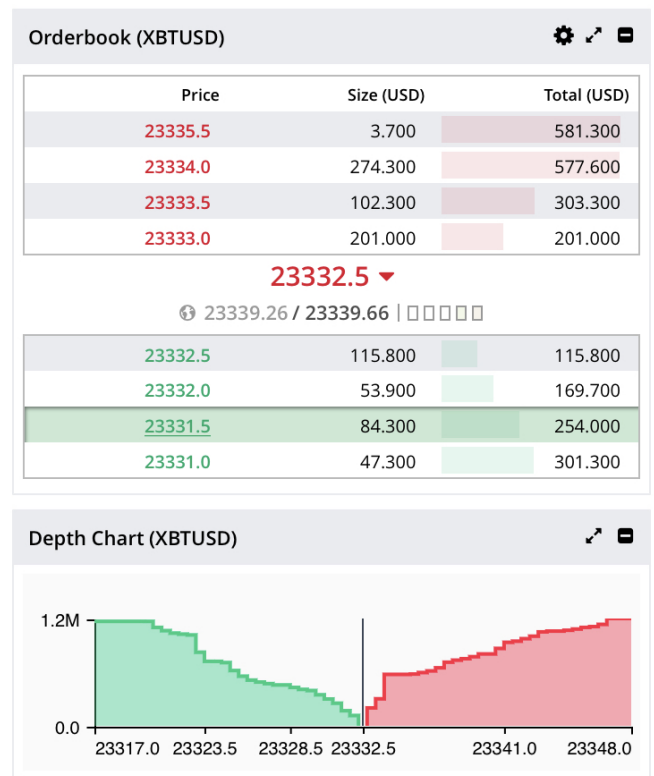 Orderbook (XBTUSD)
Price Size (USD) Total (USD)
23335.5 3.700 581.300
23334.0 274.300 577.600
23333.5 102.300 303.300
23333.0 201.000 201.000
23332.5
23339.26 / 23339.66
23332.5 115.800 115.800
23332.0 53.900 169.700
23331.5 84.300 254.000
23331.0 47.300 301.300
Depth Chart (XBTUSD)
1.2M
0.0
23317.0 23323.5 23328.5 23332.5 23341.0 23348.0